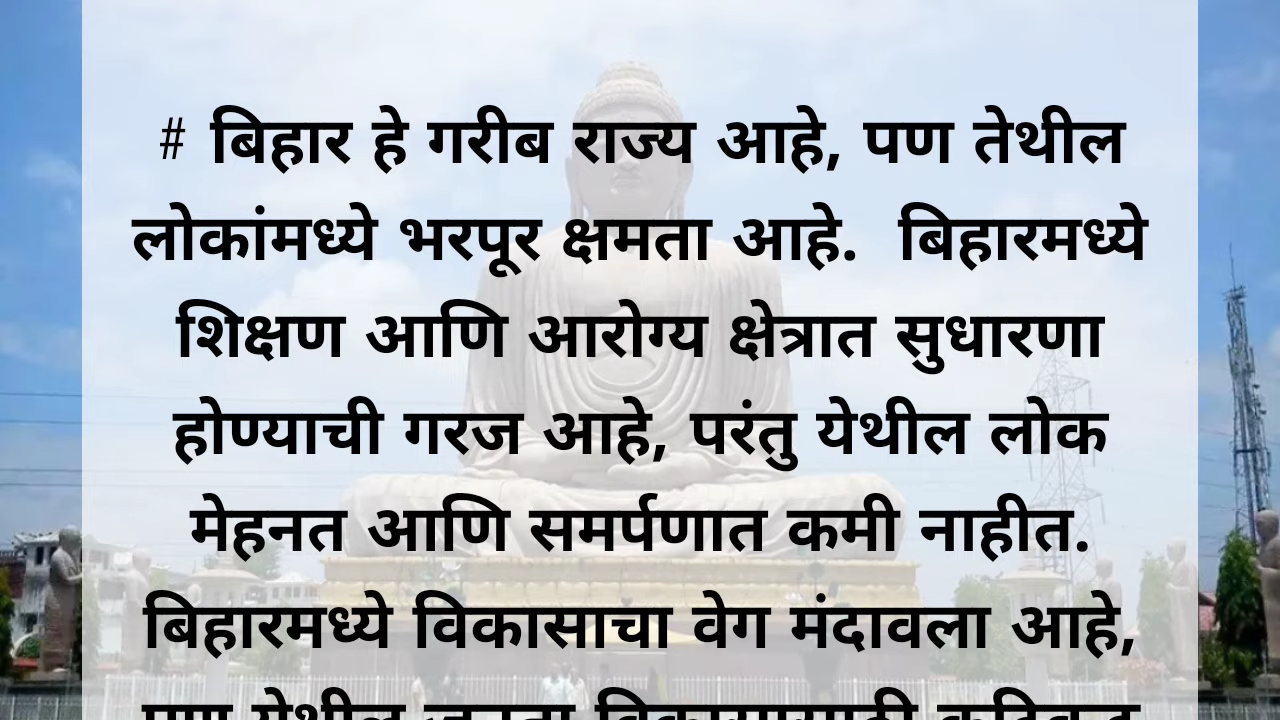 # बिहार हे गरीब राज्य आहे, पण तेथील
लोकांमध्ये भरपूर क्षमता आहे.  बिहारमध्ये
शिक्षण आणि आरोग्य क्षेत्रात सुधारणा
होण्याची गरज आहे, परंतु येथील लोक
मेहनत आणि समर्पणात कमी नाहीत.
बिहारमध्ये विकासाचा वेग मंदावला आहे,